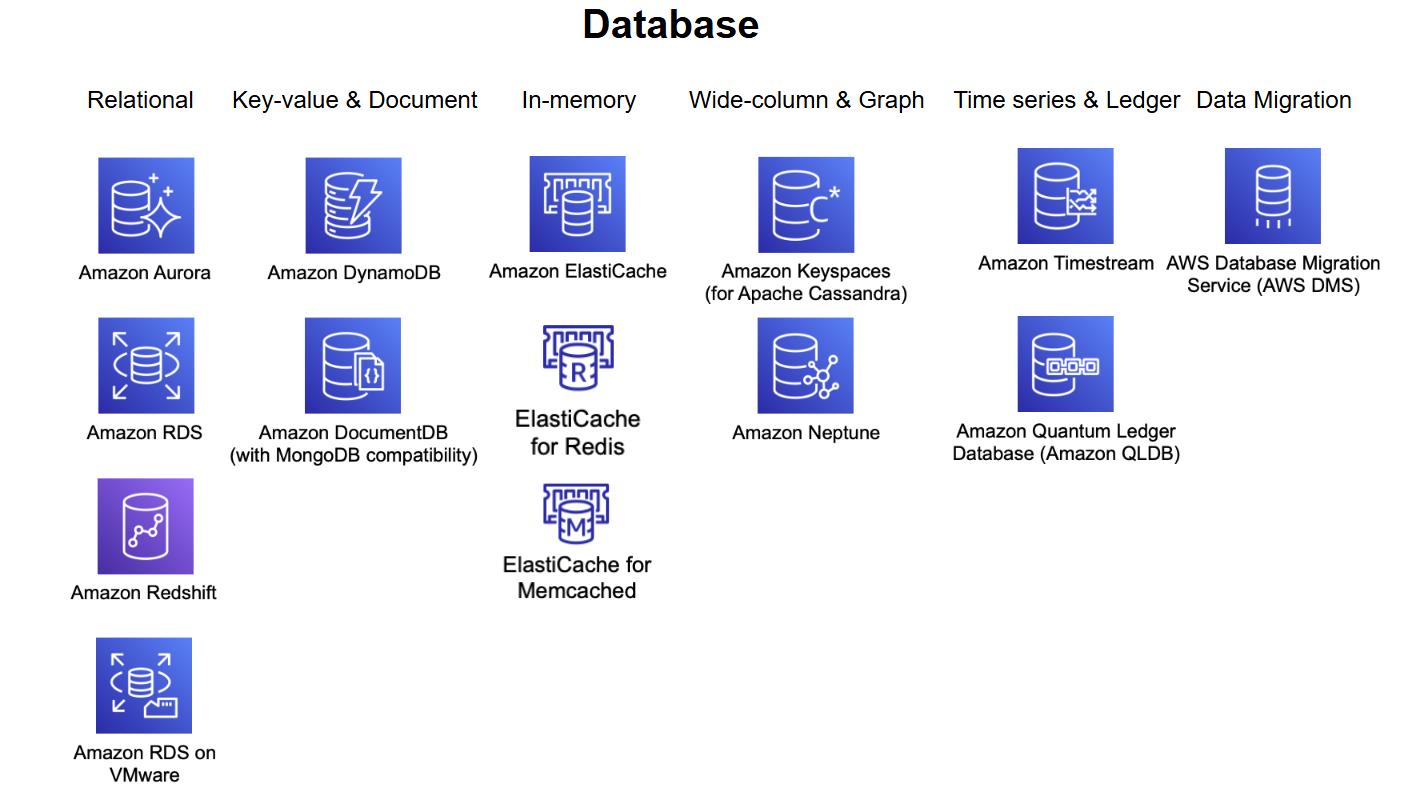 Database
Relational
Key-value & Document
In-memory
Wide-column & Graph
Time series & Ledger
Data Migration
Amazon Aurora
Amazon DynamoDB
Amazon ElastiCache
C*
Amazon Keyspaces
(for Apache Cassandra)
Amazon Timestream
AWS Database Migration
Service (AWS DMS)
Amazon RDS
{}
Amazon DocumentDB
(with MongoDB compatibility)
R
ElastiCache
for Redis
Amazon Neptune
Amazon Quantum Ledger
Database (Amazon QLDB)
Amazon Redshift
M
ElastiCache for
Memcached
Amazon RDS on
VMware